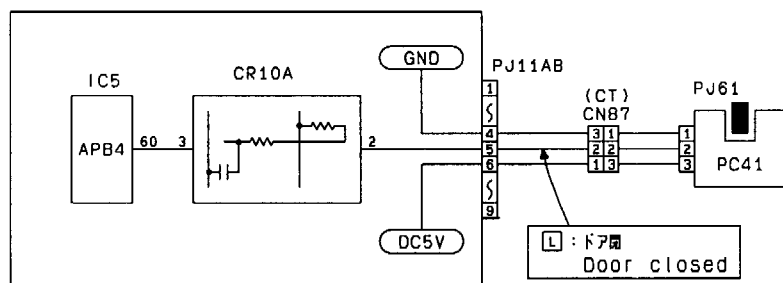 GND
PJ11AB
IC5
CR10A
(CT)
CN87
PJ61
1
4 3 1 1
APB4 60 3 2 5 2 2 2 PC41
6 1 3 3
9
DC5V
L : ドア
Door closed